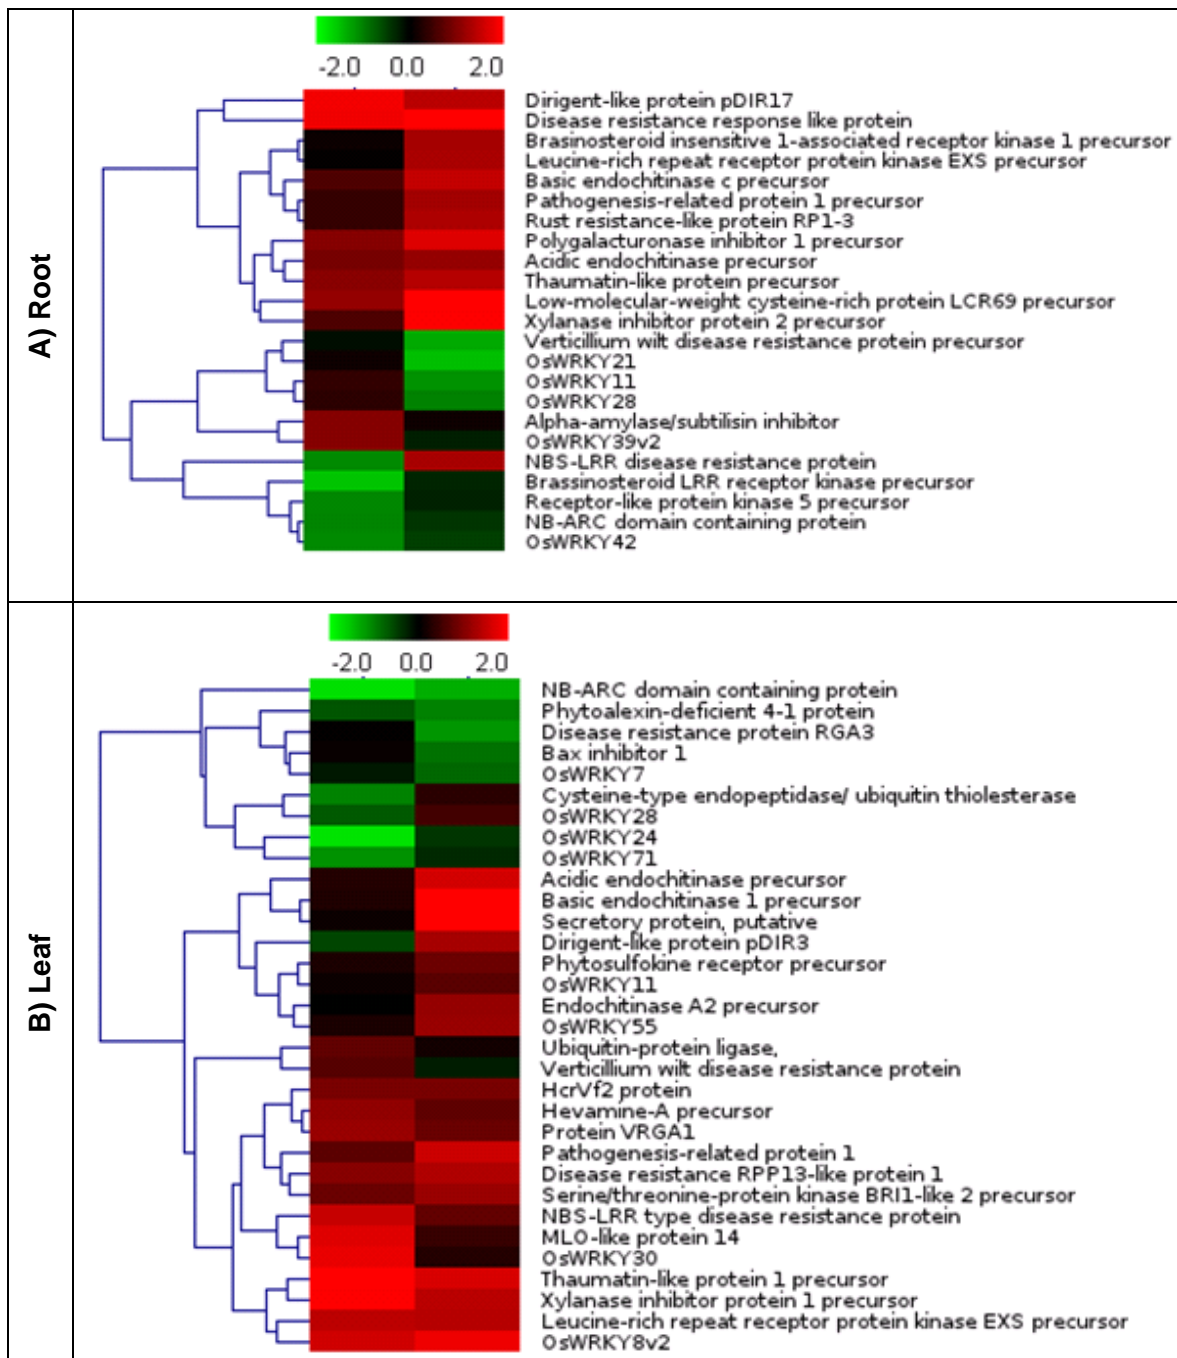 A) Root
-2.0 0.0 2.0
Dirigent-like protein pDIR17
Disease resistance response like protein
Brasinosteroid insensitive 1-associated receptor kinase 1 precursor
Leucine-rich repeat receptor protein kinase EXS precursor
Basic endochitinase c precursor
Pathogenesis-related protein 1 precursor
Rust resistance-like protein RP1-3
Polygalacturonase inhibitor 1 precursor
Acidic endochitinase precursor
Thaumatin-like protein precursor
Low-molecular-weight cysteine-rich protein LCR69 precursor
Xylanase inhibitor protein 2 precursor
Verticillium wilt disease resistance protein precursor
OsWRKY21
OsWRKY11
OsWRKY28
Alpha-amylase/subtilisin inhibitor
OsWRKY39v2
NBS-LRR disease resistance protein
Brassinosteroid LRR receptor kinase precursor
Receptor-like protein kinase 5 precursor
NB-ARC domain containing protein
OsWRKY42
B) Leaf
-2.0 0.0 2.0
NB-ARC domain containing protein
Phytoalexin-deficient 4-1 protein
Disease resistance protein RGA3
Bax inhibitor 1
OsWRKY7
Cysteine-type endopeptidase/ ubiquitin thiolesterase
OsWRKY28
OsWRKY24
OsWRKY71
Acidic endochitinase precursor
Basic endochitinase 1 precursor
Secretory protein, putative
Dirigent-like protein pDIR3
Phytosulfokine receptor precursor
OsWRKY11
Endochitinase A2 precursor
OsWRKY55
Ubiquitin-protein ligase,
Verticillium wilt disease resistance protein
HcrVf2 protein
Hevamine-A precursor
Protein VRGA1
Pathogenesis-related protein 1
Disease resistance RPP13-like protein 1
Serine/threonine-protein kinase BRI1-like 2 precursor
NBS-LRR type disease resistance protein
MLO-like protein 14
OsWRKY30
Thaumatin-like protein 1 precursor
Xylanase inhibitor protein 1 precursor
Leucine-rich repeat receptor protein kinase EXS precursor
OsWRKY8v2